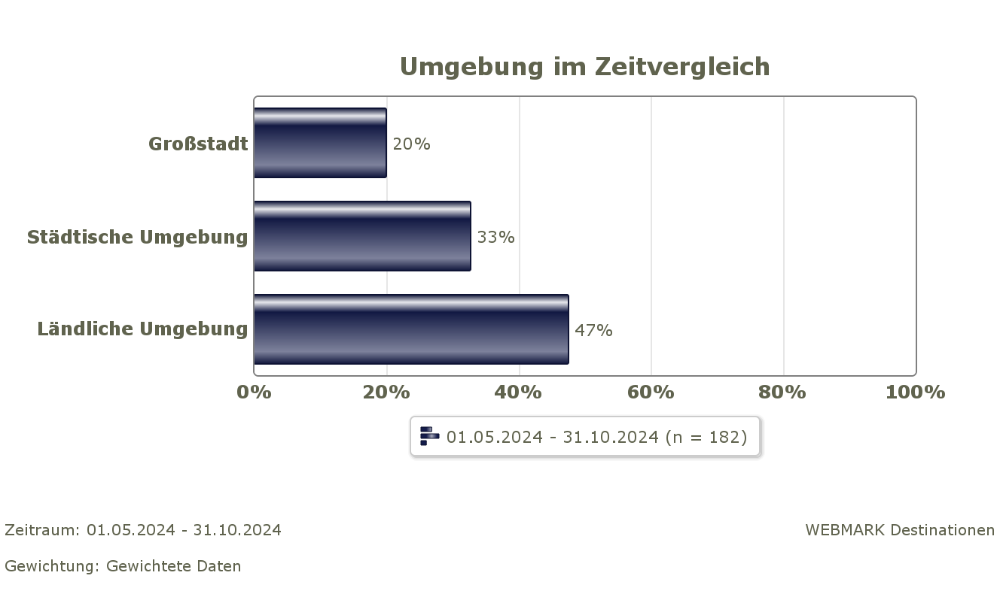 Umgebung im Zeitvergleich
Großstadt
20%
Städtische Umgebung
33%
Ländliche Umgebung
47%
0% 20% 40% 60% 80% 100%
01.05.2024 - 31.10.2024 (n = 182)
Zeitraum: 01.05.2024 - 31.10.2024
WEBMARK Destinationen
Gewichtung: Gewichtete Daten